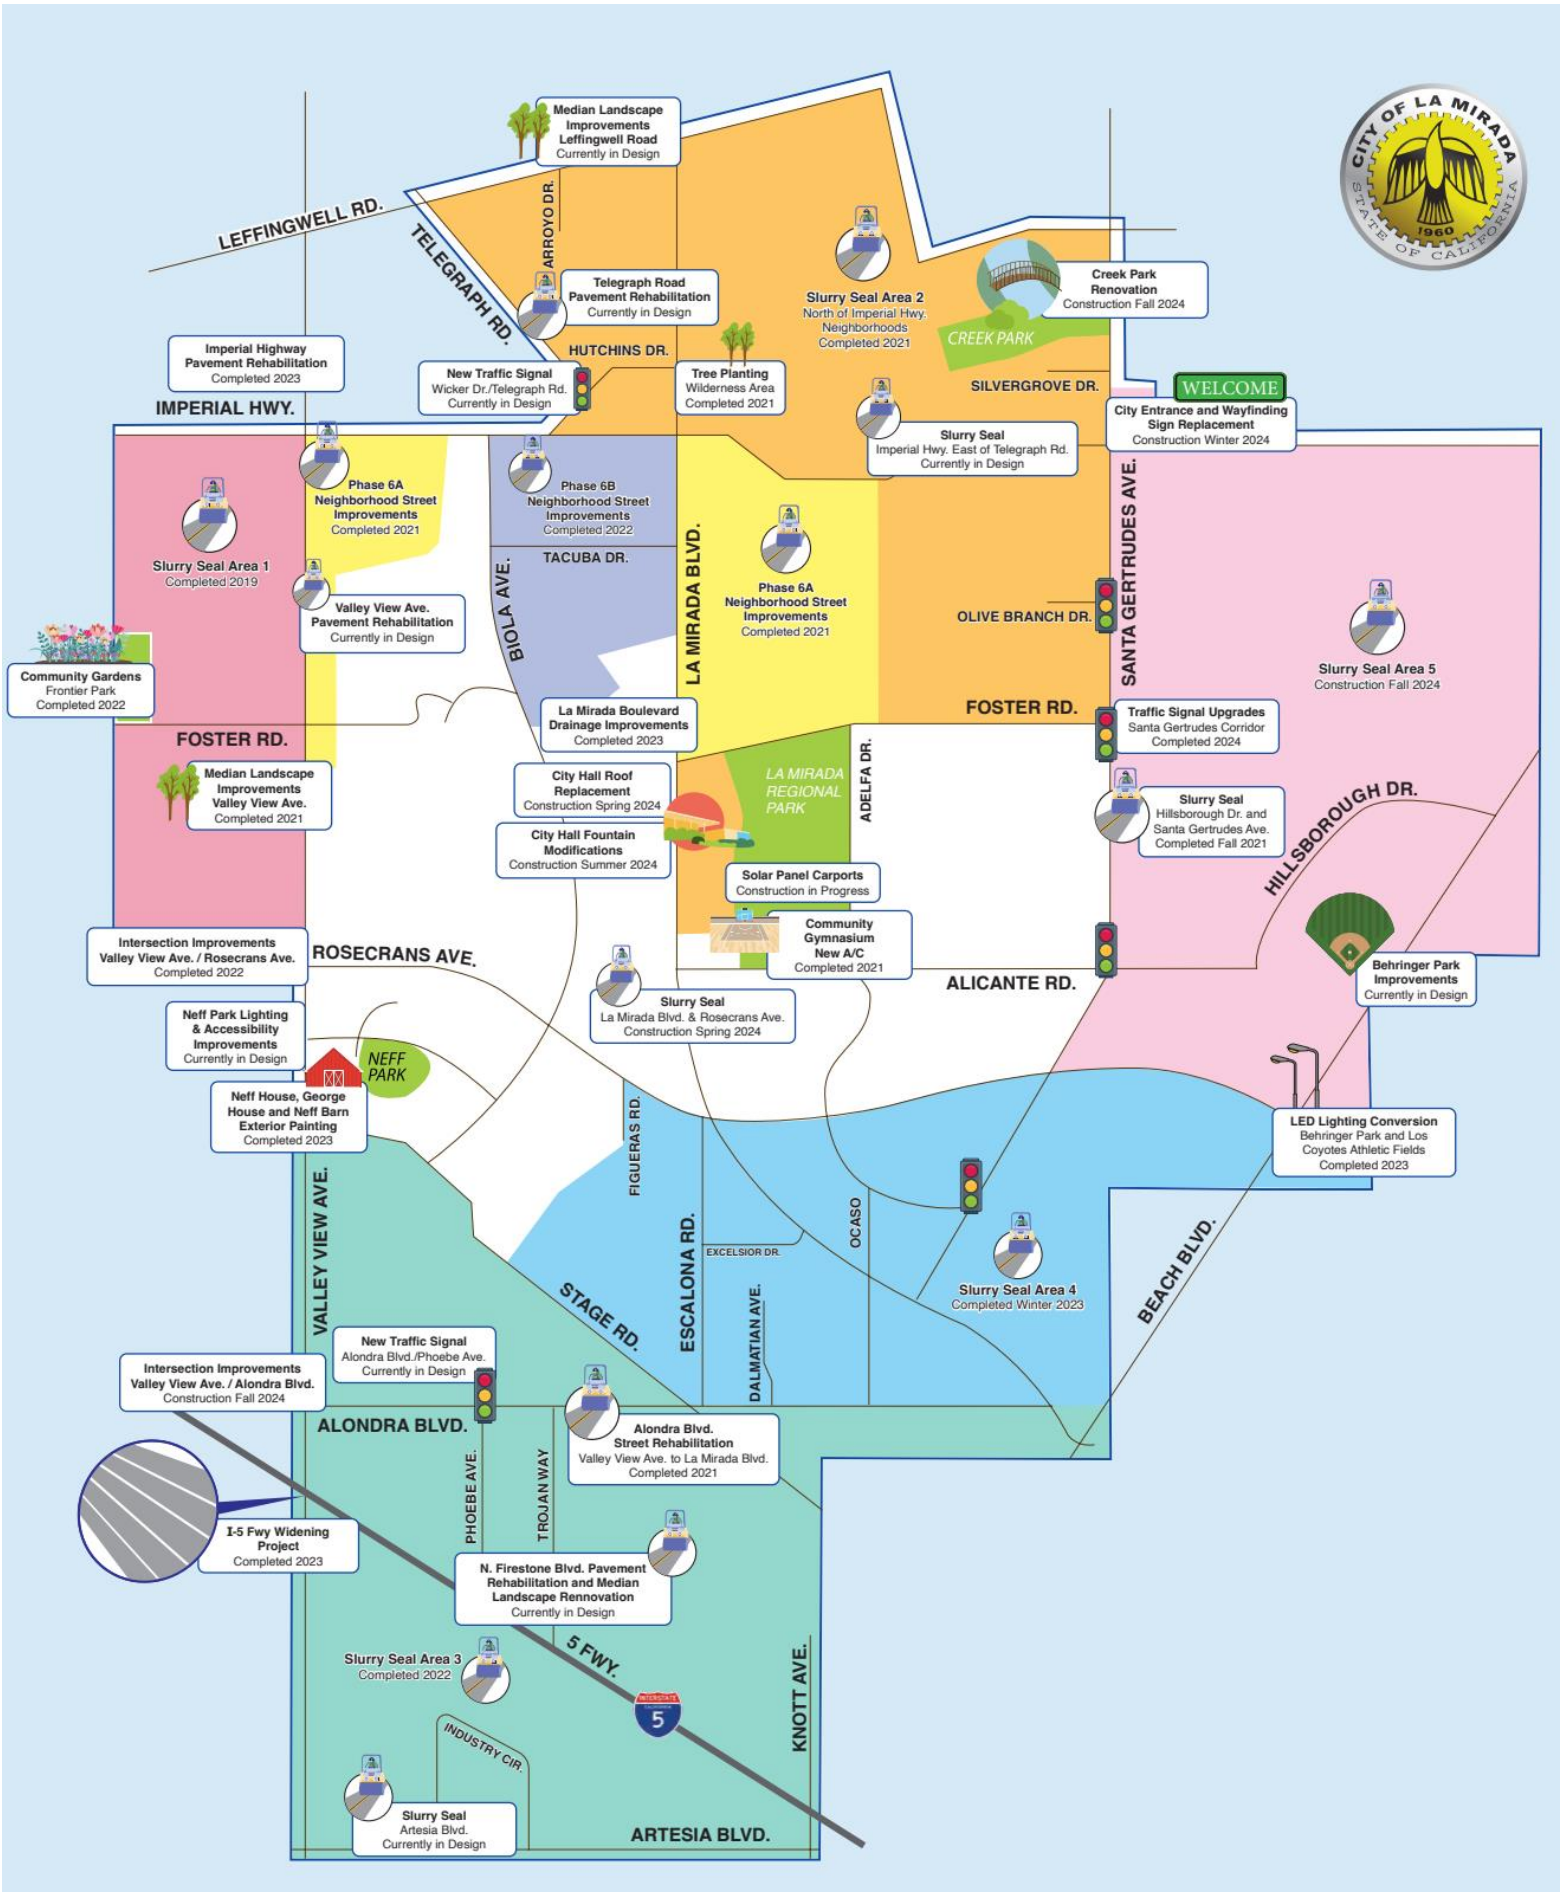 CITY OF LA MIRADA
STATE OF CALIFORNIA
1960
Median Landscape
Improvements
Leffingwell Road
Currently in Design
LEFFINGWELL RD.
TELEGRAPH RD.
ARROYO DR.
Telegraph Road
Pavement Rehabilitation
Currently in Design
Slurry Seal Area 2
North of Imperial Hwy.
Neighborhoods
Completed 2021
Creek Park
Renovation
Construction Fall 2024
CREEK PARK
HUTCHINS DR.
Imperial Highway
Pavement Rehabilitation
Completed 2023
New Traffic Signal
Wicker Dr./Telegraph Rd.
Currently in Design
Tree Planting
Wilderness Area
Completed 2021
SILVERGROVE DR.
WELCOME
City Entrance and Wayfinding
Sign Replacement
Construction Winter 2024
IMPERIAL HWY.
Slurry Seal
Imperial Hwy. East of Telegraph Rd.
Currently in Design
Phase 6A
Neighborhood Street
Improvements
Completed 2021
Phase 6B
Neighborhood Street
Improvements
Completed 2022
TACUBA DR.
BIOLA AVE.
LA MIRADA BLVD.
SANTA GERTRUDES AVE.
Slurry Seal Area 1
Completed 2019
Valley View Ave.
Pavement Rehabilitation
Currently in Design
Phase 6A
Neighborhood Street
Improvements
Completed 2021
OLIVE BRANCH DR.
Slurry Seal Area 5
Construction Fall 2024
Community Gardens
Frontier Park
Completed 2022
La Mirada Boulevard
Drainage Improvements
Completed 2023
FOSTER RD.
Traffic Signal Upgrades
Santa Gertrudes Corridor
Completed 2024
FOSTER RD.
Median Landscape
Improvements
Valley View Ave.
Completed 2021
City Hall Roof
Replacement
Construction Spring 2024
LA MIRADA
REGIONAL
PARK
ADELFA DR.
City Hall Fountain
Modifications
Construction Summer 2024
Slurry Seal
Hillsborough Dr. and
Santa Gertrudes Ave.
Completed Fall 2021
HILLSBOROUGH DR.
Solar Panel Carports
Construction in Progress
Community
Gymnasium
New A/C
Completed 2021
Intersection Improvements
Valley View Ave. / Rosecrans Ave.
Completed 2022
ROSECRANS AVE.
ALICANTE RD.
Behringer Park
Improvements
Currently in Design
Slurry Seal
La Mirada Blvd. & Rosecrans Ave.
Construction Spring 2024
Neff Park Lighting
& Accessibility
Improvements
Currently in Design
NEFF
PARK
Neff House, George
House and Neff Barn
Exterior Painting
Completed 2023
FIGUERAS RD.
LED Lighting Conversion
Behringer Park and Los
Coyotes Athletic Fields
Completed 2023
VALLEY VIEW AVE.
ESCALONA RD.
EXCELSIOR DR.
OCASO
DALMATIAN AVE.
STAGE RD.
Slurry Seal Area 4
Completed Winter 2023
BEACH BLVD.
New Traffic Signal
Alondra Blvd./Phoebe Ave.
Currently in Design
Intersection Improvements
Valley View Ave. / Alondra Blvd.
Construction Fall 2024
ALONDRA BLVD.
Alondra Blvd.
Street Rehabilitation
Valley View Ave. to La Mirada Blvd.
Completed 2021
PHOEBE AVE.
TROJAN WAY
I-5 Fwy Widening
Project
Completed 2023
N. Firestone Blvd. Pavement
Rehabilitation and Median
Landscape Rennovation
Currently in Design
Slurry Seal Area 3
Completed 2022
5 FWY.
INTERSTATE
CALIFORNIA
5
KNOTT AVE.
INDUSTRY CIR.
Slurry Seal
Artesia Blvd.
Currently in Design
ARTESIA BLVD.